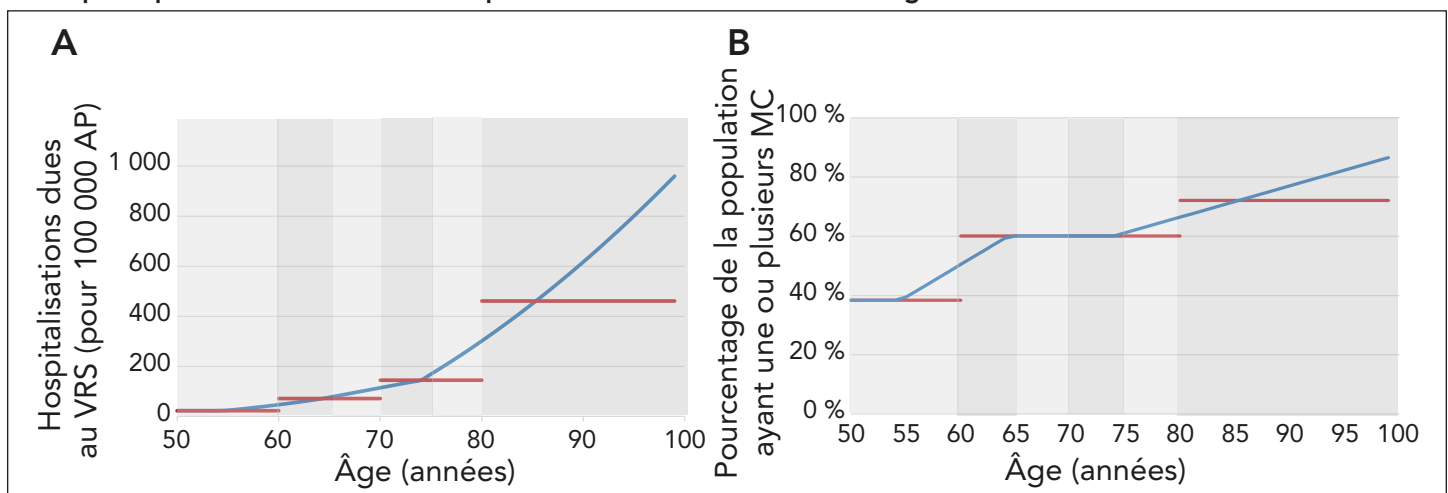 A
Hospitalisations dues
au VRS (pour 100 000 AP)
1 000
800
600
400
200
0
50 60 70 80 90 100
Âge (années)
B
Pourcentage de la population
ayant une ou plusieurs MC
100 %
80 %
60 %
40 %
20 %
0 %
50 55 60 65 70 75 80 85 90 95 100
Âge (années)